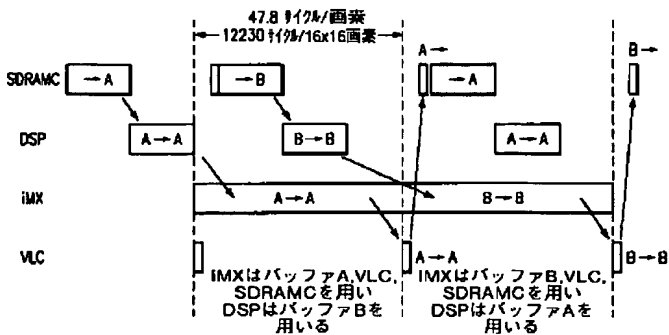 47.8 サイクル/画素
12230 サイクル/16x16画素
A→
B→
SDRAMC
→A
→B
→A
DSP
A→A
B→B
A→A
iMX
A→A
B→B
VLC
A→A
B→B
iMXはバッファA,VLC,
SDRAMCを用い
DSPはバッファBを
用いる
iMXはバッファB,VLC,
SDRAMCを用い
DSPはバッファAを
用いる